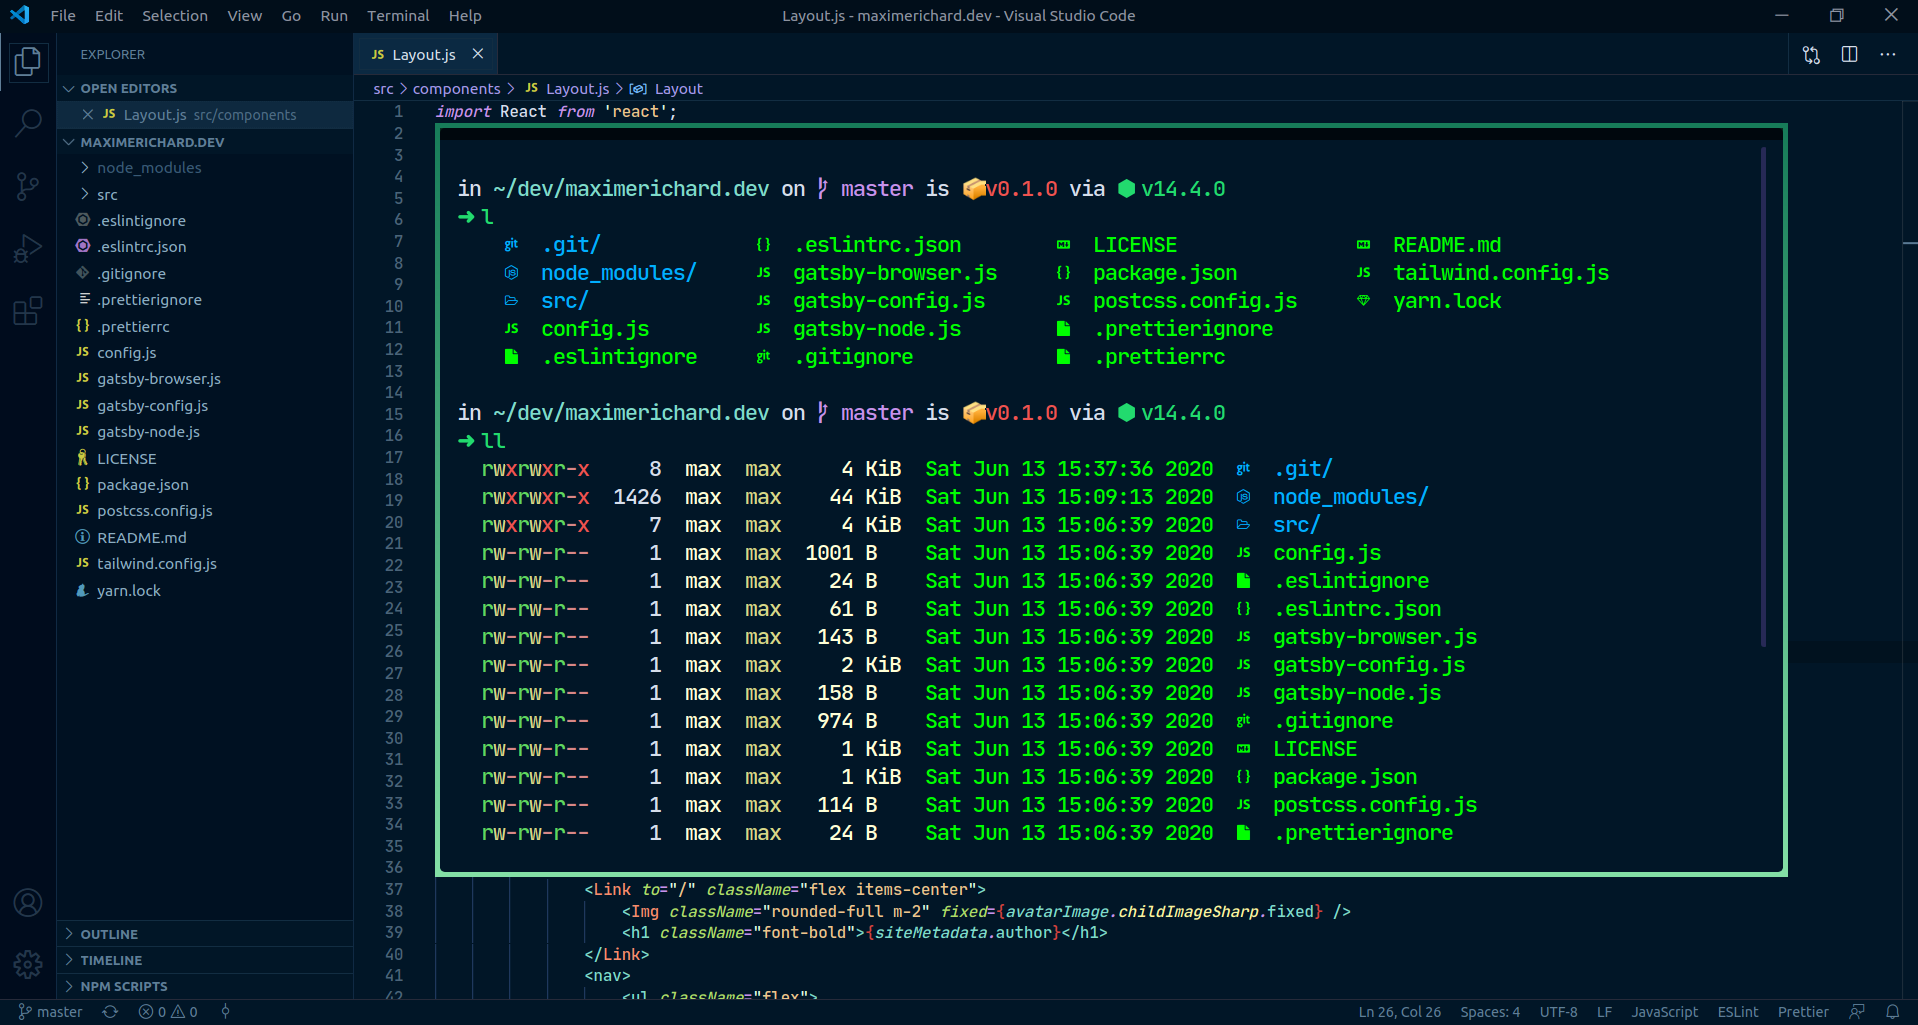 File Edit Selection View Go Run Terminal Help
Layout.js - maximerichard.dev - Visual Studio Code
EXPLORER
OPEN EDITORS
JS Layout.js src/components
MAXIMERICHARD.DEV
node_modules
src
.eslintignore
.eslintrc.json
.gitignore
.prettierignore
{} .prettierrc
JS config.js
JS gatsby-browser.js
JS gatsby-config.js
JS gatsby-node.js
LICENSE
{} package.json
JS postcss.config.js
README.md
JS tailwind.config.js
yarn.lock
OUTLINE
TIMELINE
NPM SCRIPTS
JS Layout.js
src > components > JS Layout.js > Layout
1 import React from 'react';
2
3
4
5
6
7
8
9
10
11
12
13
14
15
16
17
18
19
20
21
22
23
24
25
26
27
28
29
30
31
32
33
34
35
36
in ~/dev/maximerichard.dev on master is 📦v0.1.0 via ⬢ v14.4.0
➜ l
git .git/ {} .eslintrc.json LICENSE README.md
node_modules/ JS gatsby-browser.js {} package.json JS tailwind.config.js
src/ JS gatsby-config.js JS postcss.config.js yarn.lock
JS config.js JS gatsby-node.js .prettierignore
.eslintignore git .gitignore .prettierrc
in ~/dev/maximerichard.dev on master is 📦v0.1.0 via ⬢ v14.4.0
➜ ll
rwxrwxr-x 8 max max 4 KiB Sat Jun 13 15:37:36 2020 git .git/
rwxrwxr-x 1426 max max 44 KiB Sat Jun 13 15:09:13 2020 node_modules/
rwxrwxr-x 7 max max 4 KiB Sat Jun 13 15:06:39 2020 src/
rw-rw-r-- 1 max max 1001 B Sat Jun 13 15:06:39 2020 JS config.js
rw-rw-r-- 1 max max 24 B Sat Jun 13 15:06:39 2020 .eslintignore
rw-rw-r-- 1 max max 61 B Sat Jun 13 15:06:39 2020 {} .eslintrc.json
rw-rw-r-- 1 max max 143 B Sat Jun 13 15:06:39 2020 JS gatsby-browser.js
rw-rw-r-- 1 max max 2 KiB Sat Jun 13 15:06:39 2020 JS gatsby-config.js
rw-rw-r-- 1 max max 158 B Sat Jun 13 15:06:39 2020 JS gatsby-node.js
rw-rw-r-- 1 max max 974 B Sat Jun 13 15:06:39 2020 git .gitignore
rw-rw-r-- 1 max max 1 KiB Sat Jun 13 15:06:39 2020 LICENSE
rw-rw-r-- 1 max max 1 KiB Sat Jun 13 15:06:39 2020 {} package.json
rw-rw-r-- 1 max max 114 B Sat Jun 13 15:06:39 2020 JS postcss.config.js
rw-rw-r-- 1 max max 24 B Sat Jun 13 15:06:39 2020 .prettierignore
37 <Link to="/" className="flex items-center">
38 <Img className="rounded-full m-2" fixed={avatarImage.childImageSharp.fixed} />
39 <h1 className="font-bold">{siteMetadata.author}</h1>
40 </Link>
41 <nav>
42 <ul className="flex">
master 0 0
Ln 26, Col 26 Spaces: 4 UTF-8 LF JavaScript ESLint Prettier